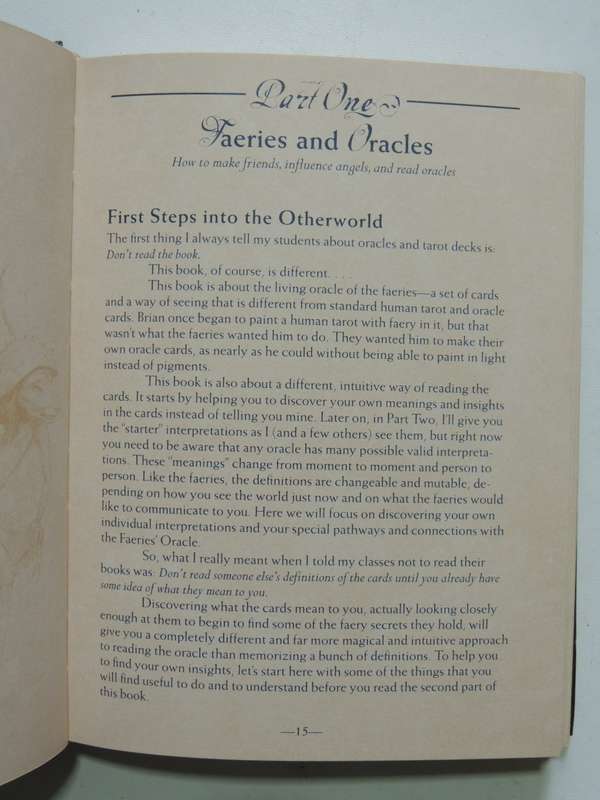 Part One
Faeries and Oracles
How to make friends, influence angels, and read oracles
First Steps into the Otherworld
The first thing I always tell my students about oracles and tarot decks is:
Don't read the book.
This book, of course, is different. . . .
This book is about the living oracle of the faeries—a set of cards
and a way of seeing that is different from standard human tarot and oracle
cards. Brian once began to paint a human tarot with faery in it, but that
wasn't what the faeries wanted him to do. They wanted him to make their
own oracle cards, as nearly as he could without being able to paint in light
instead of pigments.
This book is also about a different, intuitive way of reading the
cards. It starts by helping you to discover your own meanings and insights
in the cards instead of telling you mine. Later on, in Part Two, I'll give you
the "starter" interpretations as I (and a few others) see them, but right now
you need to be aware that any oracle has many possible valid interpreta-
tions. These "meanings" change from moment to moment and person to
person. Like the faeries, the definitions are changeable and mutable, de-
pending on how you see the world just now and on what the faeries would
like to communicate to you. Here we will focus on discovering your own
individual interpretations and your special pathways and connections with
the Faeries' Oracle.
So, what I really meant when I told my classes not to read their
books was: Don't read someone else's definitions of the cards until you already have
some idea of what they mean to you.
Discovering what the cards mean to you, actually looking closely
enough at them to begin to find some of the faery secrets they hold, will
give you a completely different and far more magical and intuitive approach
to reading the oracle than memorizing a bunch of definitions. To help you
to find your own insights, let's start here with some of the things that you
will find useful to do and to understand before you read the second part of
this book.
—15—